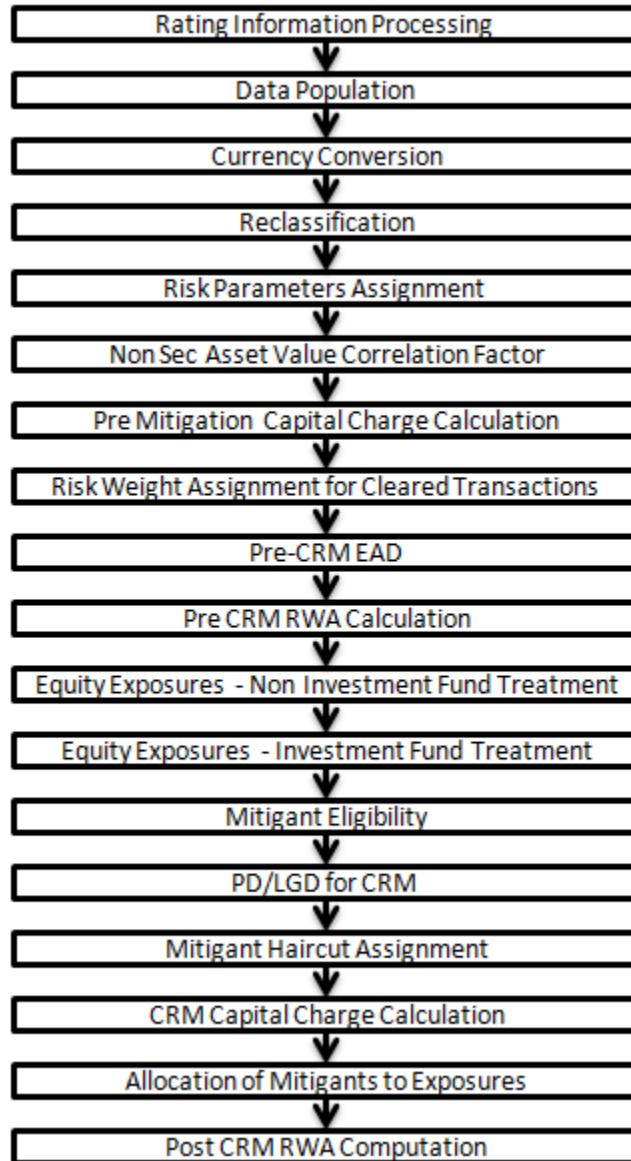 Rating Information Processing
Data Population
Currency Conversion
Reclassification
Risk Parameters Assignment
Non Sec Asset Value Correlation Factor
Pre Mitigation Capital Charge Calculation
Risk Weight Assignment for Cleared Transactions
Pre-CRM EAD
Pre CRM RWA Calculation
Equity Exposures - Non Investment Fund Treatment
Equity Exposures - Investment Fund Treatment
Mitigant Eligibility
PD/LGD for CRM
Mitigant Haircut Assignment
CRM Capital Charge Calculation
Allocation of Mitigants to Exposures
Post CRM RWA Computation